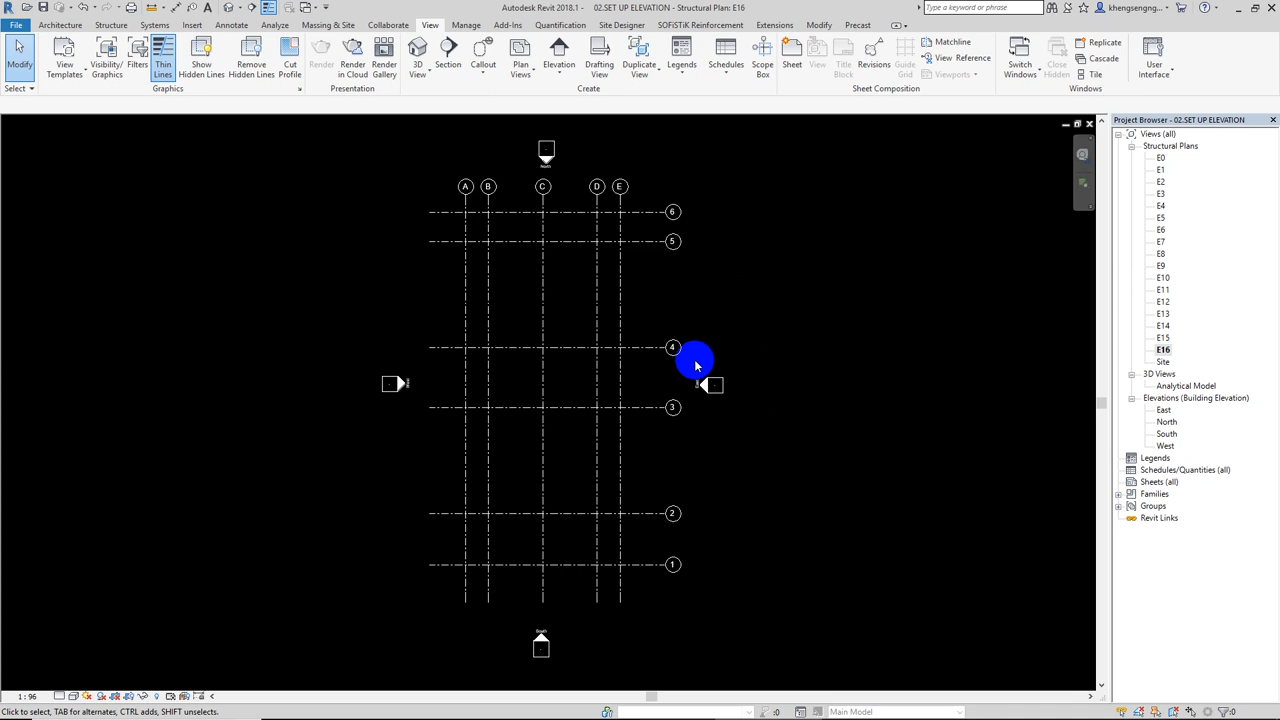 Autodesk Revit 2018.1 - 02.SET UP ELEVATION - Structural Plan: E16
Type a keyword or phrase
khengsengng...
File Architecture Structure Systems Insert Annotate Analyze Massing & Site Collaborate View Manage Add-Ins Quantification Site Designer SOFiSTiK Reinforcement Extensions Modify Precast
Modify
View Templates
Visibility/ Graphics
Filters
Thin Lines
Show Hidden Lines
Remove Hidden Lines
Cut Profile
Render
Render in Cloud
Render Gallery
3D View
Section
Callout
Plan Views
Elevation
Drafting View
Duplicate View
Legends
Schedules
Scope Box
Sheet
View
Title Block
Revisions
Guide Grid
Matchline
View Reference
Viewports
Switch Windows
Close Hidden
Replicate
Cascade
Tile
User Interface
Select
Graphics
Presentation
Create
Sheet Composition
Windows
Project Browser - 02.SET UP ELEVATION
Views (all)
Structural Plans
E0
E1
E2
E3
E4
E5
E6
E7
E8
E9
E10
E11
E12
E13
E14
E15
E16
Site
3D Views
Analytical Model
Elevations (Building Elevation)
East
North
South
West
Legends
Schedules/Quantities (all)
Sheets (all)
Families
Groups
Revit Links
North
A B C D E
6
5
4
3
2
1
South
1 : 96
Click to select, TAB for alternates, CTRL adds, SHIFT unselects.
:0
Main Model
:0